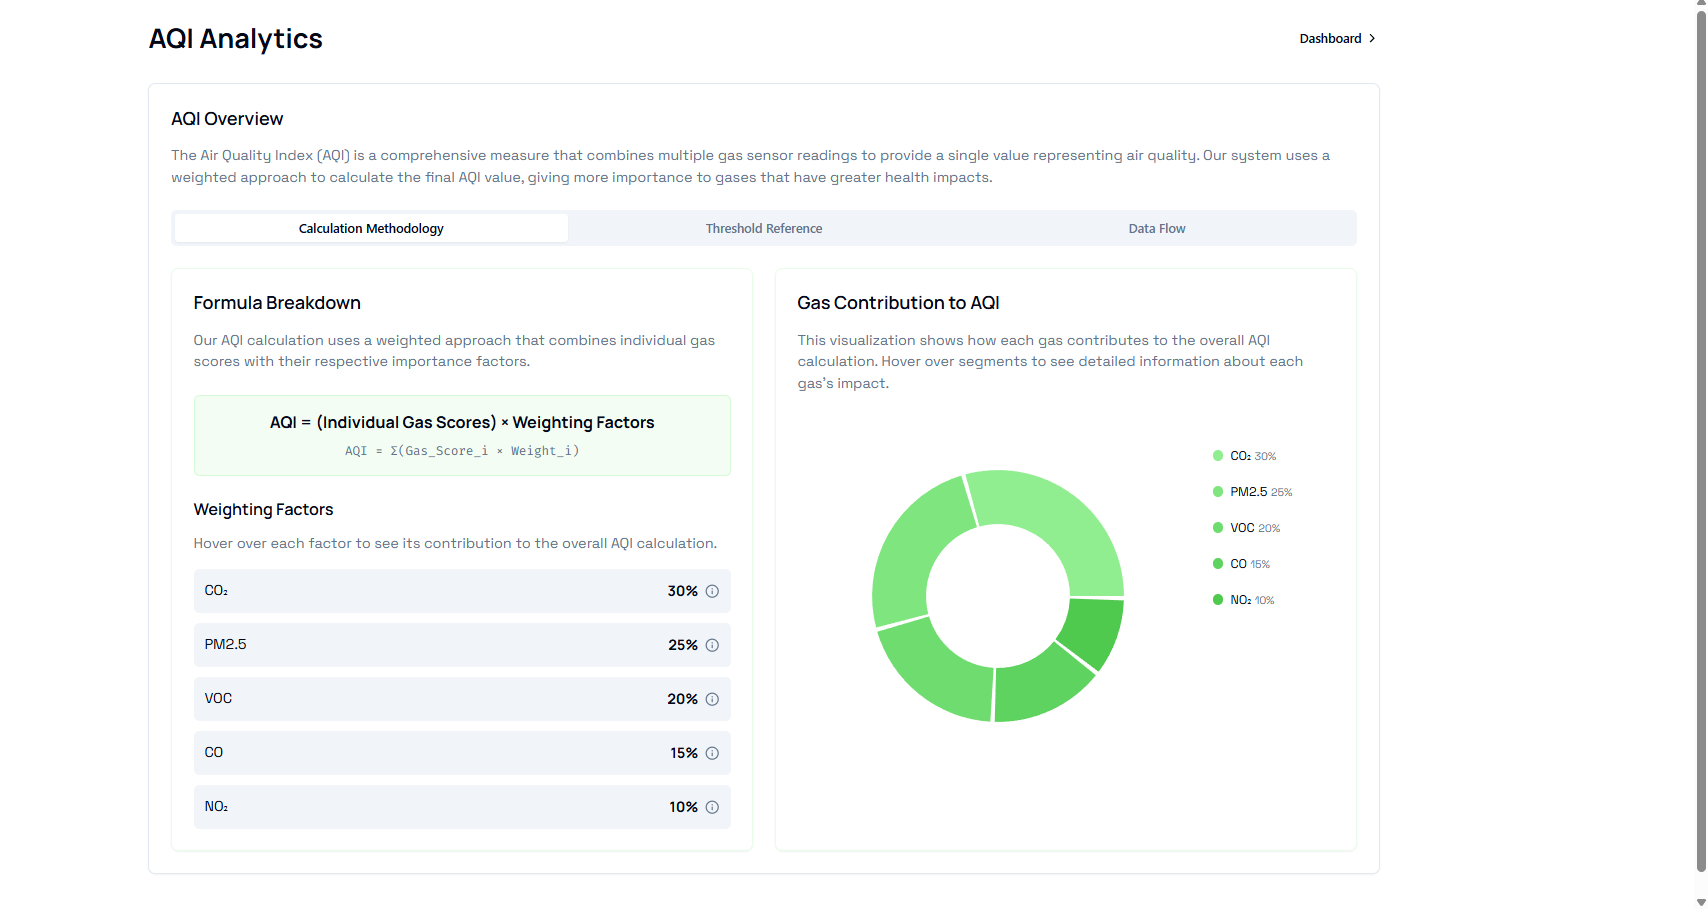 AQI Analytics
Dashboard
AQI Overview
The Air Quality Index (AQI) is a comprehensive measure that combines multiple gas sensor readings to provide a single value representing air quality. Our system uses a
weighted approach to calculate the final AQI value, giving more importance to gases that have greater health impacts.
Calculation Methodology
Threshold Reference
Data Flow
Formula Breakdown
Our AQI calculation uses a weighted approach that combines individual gas
scores with their respective importance factors.
AQI = (Individual Gas Scores) × Weighting Factors
AQI = Σ(Gas_Score_i × Weight_i)
Weighting Factors
Hover over each factor to see its contribution to the overall AQI calculation.
CO₂ 30%
PM2.5 25%
VOC 20%
CO 15%
NO₂ 10%
Gas Contribution to AQI
This visualization shows how each gas contributes to the overall AQI
calculation. Hover over segments to see detailed information about each
gas's impact.
CO₂ 30%
PM2.5 25%
VOC 20%
CO 15%
NO₂ 10%